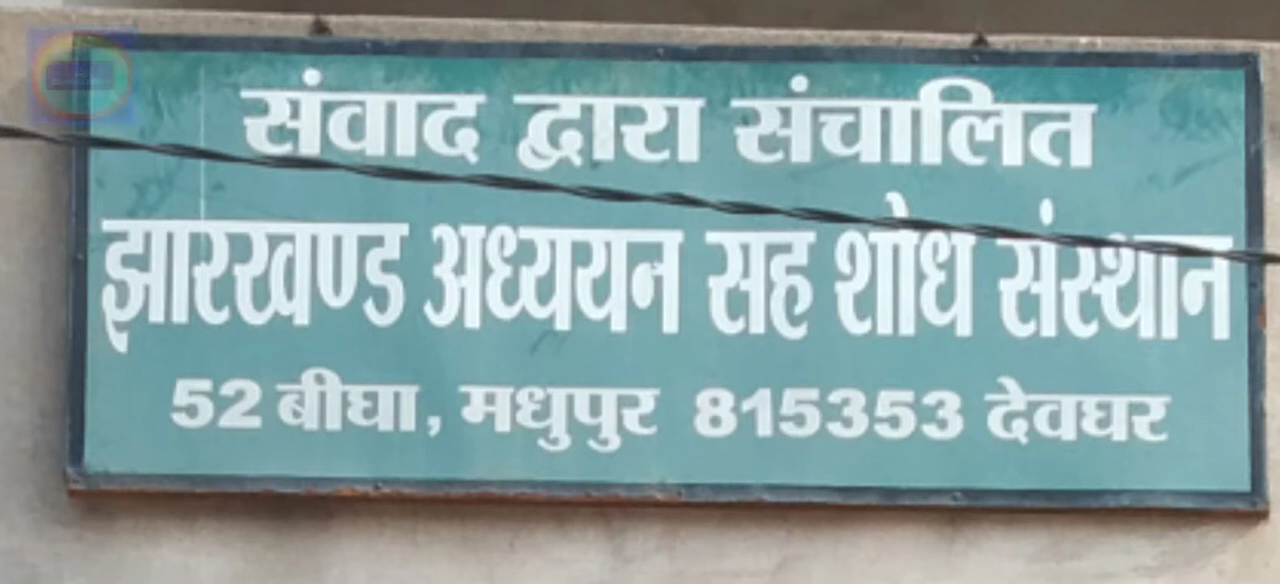 संवाद द्वारा संचालित
झारखण्ड अध्ययन सह शोध संस्थान
52 बीघा, मधुपुर 815353 देवघर